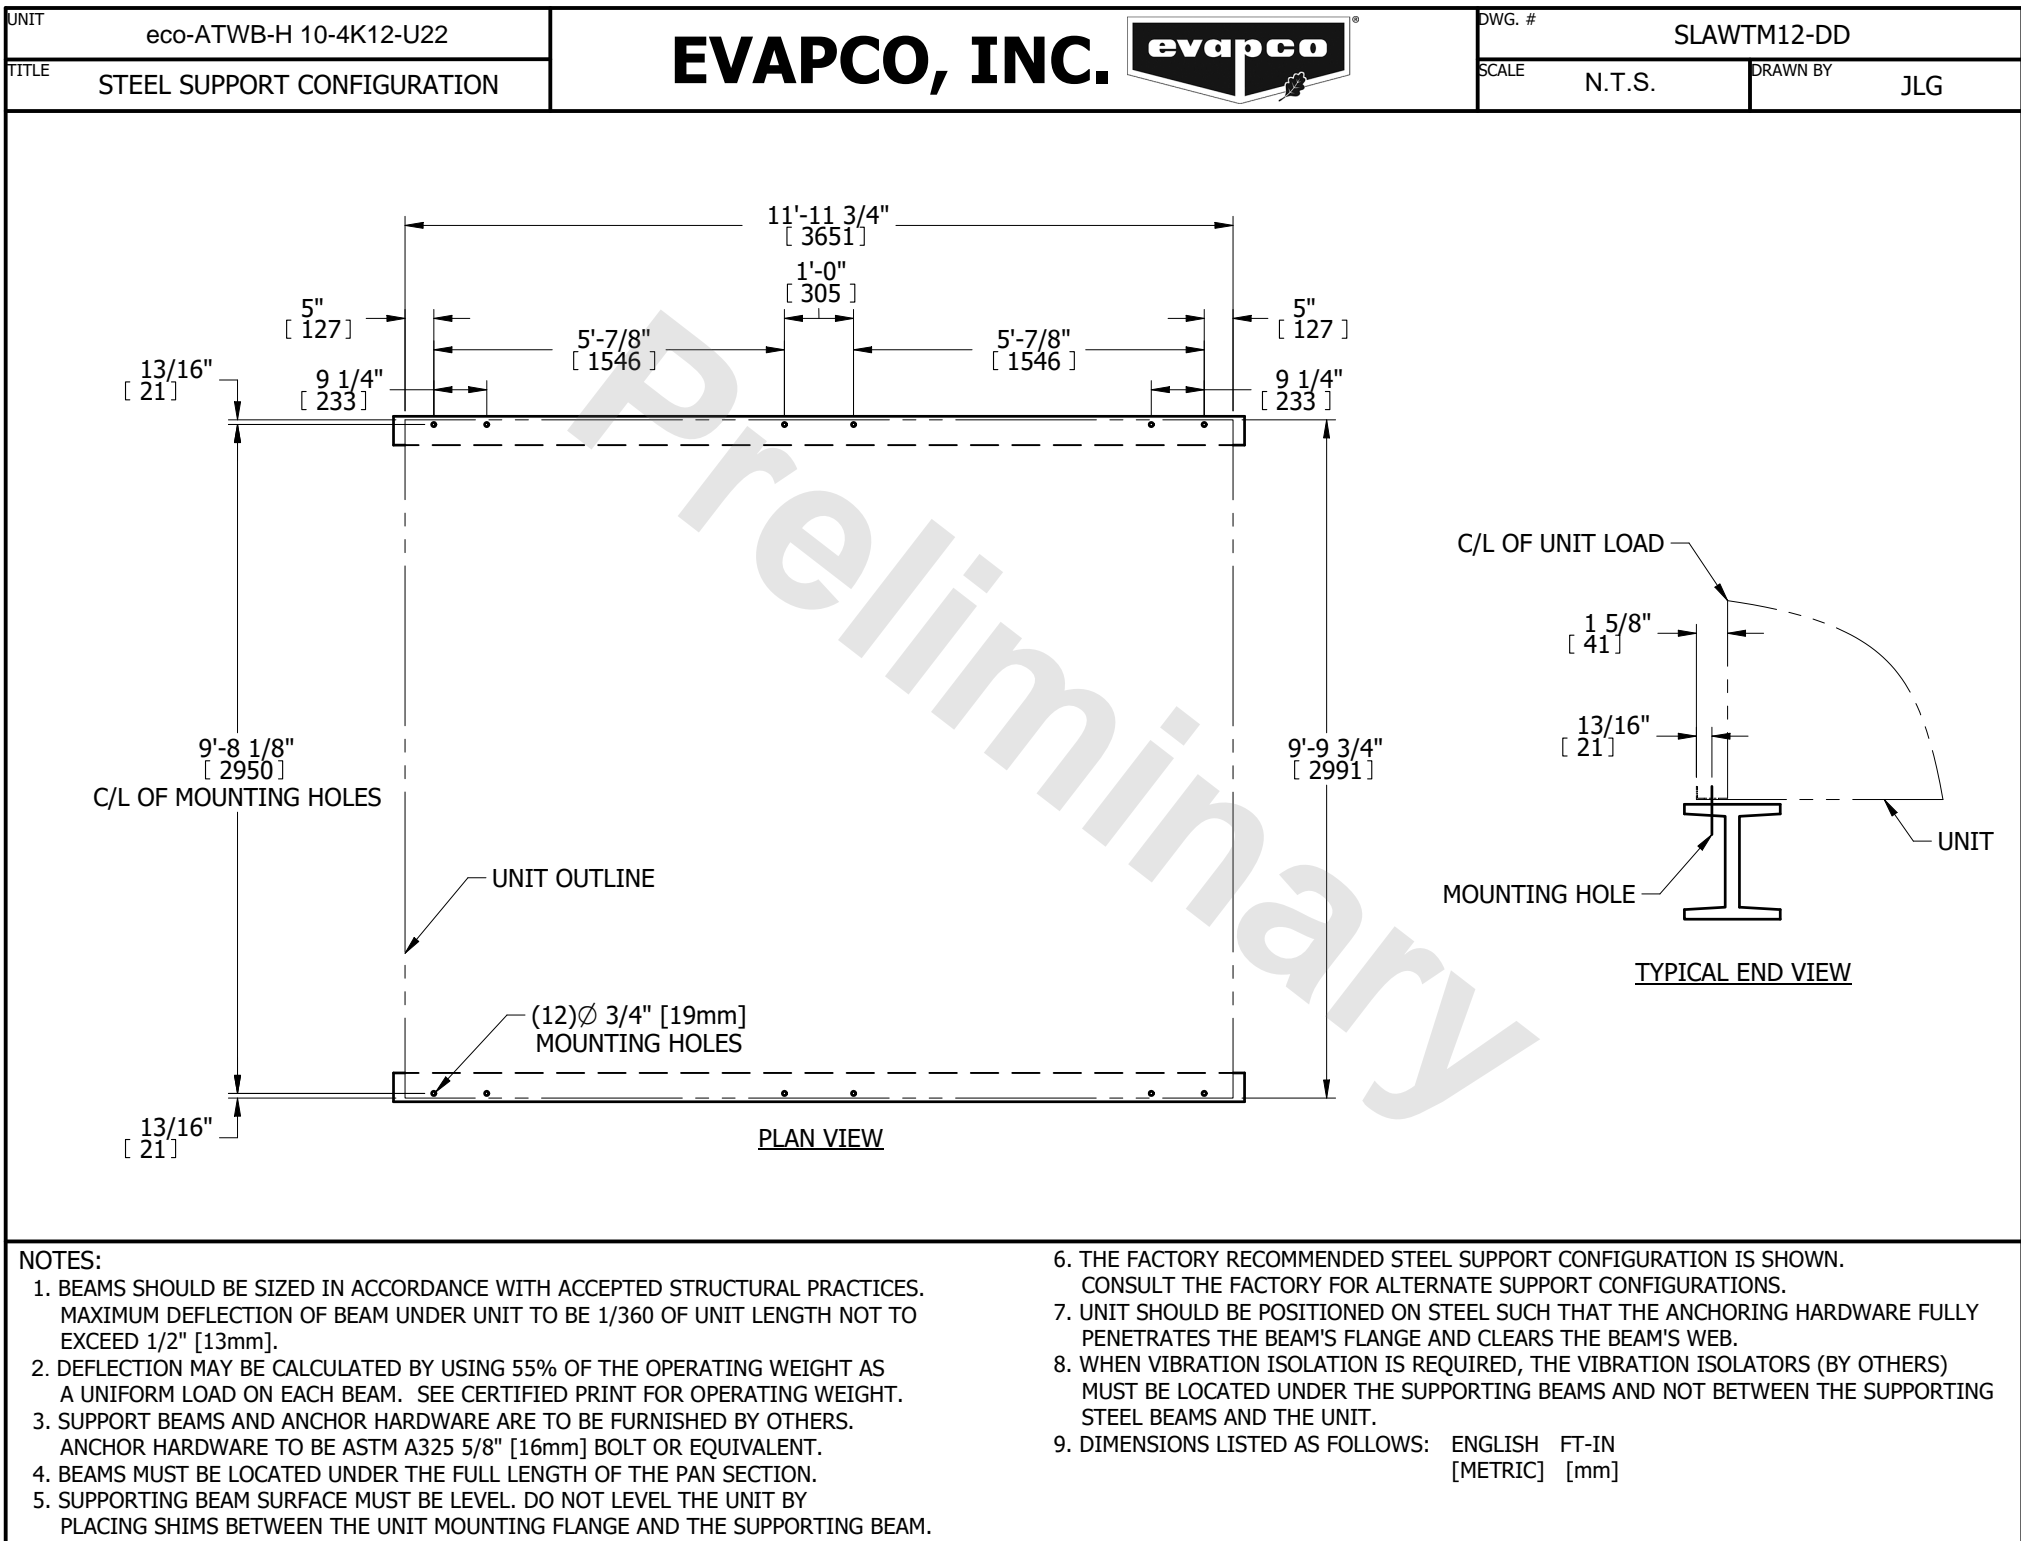 UNIT
eco-ATWB-H 10-4K12-U22
TITLE
STEEL SUPPORT CONFIGURATION
EVAPCO, INC.
evapco
®
DWG. #
SLAWTM12-DD
SCALE
N.T.S.
DRAWN BY
JLG
11'-11 3/4"
[ 3651 ]
1'-0"
[ 305 ]
5"
[ 127 ]
5"
[ 127 ]
5'-7/8"
[ 1546 ]
5'-7/8"
[ 1546 ]
13/16"
[ 21 ]
9 1/4"
[ 233 ]
9 1/4"
[ 233 ]
Preliminary
C/L OF UNIT LOAD
1 5/8"
[ 41 ]
13/16"
[ 21 ]
9'-8 1/8"
[ 2950 ]
C/L OF MOUNTING HOLES
9'-9 3/4"
[ 2991 ]
UNIT
MOUNTING HOLE
UNIT OUTLINE
TYPICAL END VIEW
(12)∅ 3/4" [19mm]
MOUNTING HOLES
13/16"
[ 21 ]
PLAN VIEW
NOTES:
1. BEAMS SHOULD BE SIZED IN ACCORDANCE WITH ACCEPTED STRUCTURAL PRACTICES.
MAXIMUM DEFLECTION OF BEAM UNDER UNIT TO BE 1/360 OF UNIT LENGTH NOT TO
EXCEED 1/2" [13mm].
2. DEFLECTION MAY BE CALCULATED BY USING 55% OF THE OPERATING WEIGHT AS
A UNIFORM LOAD ON EACH BEAM. SEE CERTIFIED PRINT FOR OPERATING WEIGHT.
3. SUPPORT BEAMS AND ANCHOR HARDWARE ARE TO BE FURNISHED BY OTHERS.
ANCHOR HARDWARE TO BE ASTM A325 5/8" [16mm] BOLT OR EQUIVALENT.
4. BEAMS MUST BE LOCATED UNDER THE FULL LENGTH OF THE PAN SECTION.
5. SUPPORTING BEAM SURFACE MUST BE LEVEL. DO NOT LEVEL THE UNIT BY
PLACING SHIMS BETWEEN THE UNIT MOUNTING FLANGE AND THE SUPPORTING BEAM.
6. THE FACTORY RECOMMENDED STEEL SUPPORT CONFIGURATION IS SHOWN.
CONSULT THE FACTORY FOR ALTERNATE SUPPORT CONFIGURATIONS.
7. UNIT SHOULD BE POSITIONED ON STEEL SUCH THAT THE ANCHORING HARDWARE FULLY
PENETRATES THE BEAM'S FLANGE AND CLEARS THE BEAM'S WEB.
8. WHEN VIBRATION ISOLATION IS REQUIRED, THE VIBRATION ISOLATORS (BY OTHERS)
MUST BE LOCATED UNDER THE SUPPORTING BEAMS AND NOT BETWEEN THE SUPPORTING
STEEL BEAMS AND THE UNIT.
9. DIMENSIONS LISTED AS FOLLOWS: ENGLISH FT-IN
[METRIC] [mm]